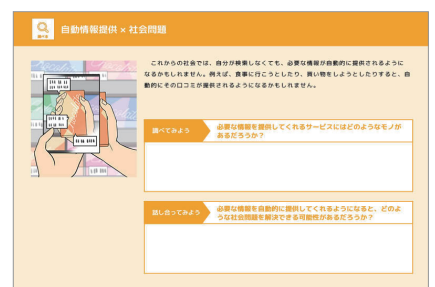 自動情報提供 × 社会問題
これからの社会では、自分が検索しなくても、必要な情報が自動的に提供されるように
なるかもしれません。例えば、食事に行こうとしたり、買い物をしようとしたりすると、自
動的にその口コミが提供されるようになるかもしれません。
調べてみよう
必要な情報を提供してくれるサービスにはどのようなモノが
あるだろうか？
話し合ってみよう
必要な情報を自動的に提供してくれるようになると、どのよ
うな社会問題を解決できる可能性があるだろうか？